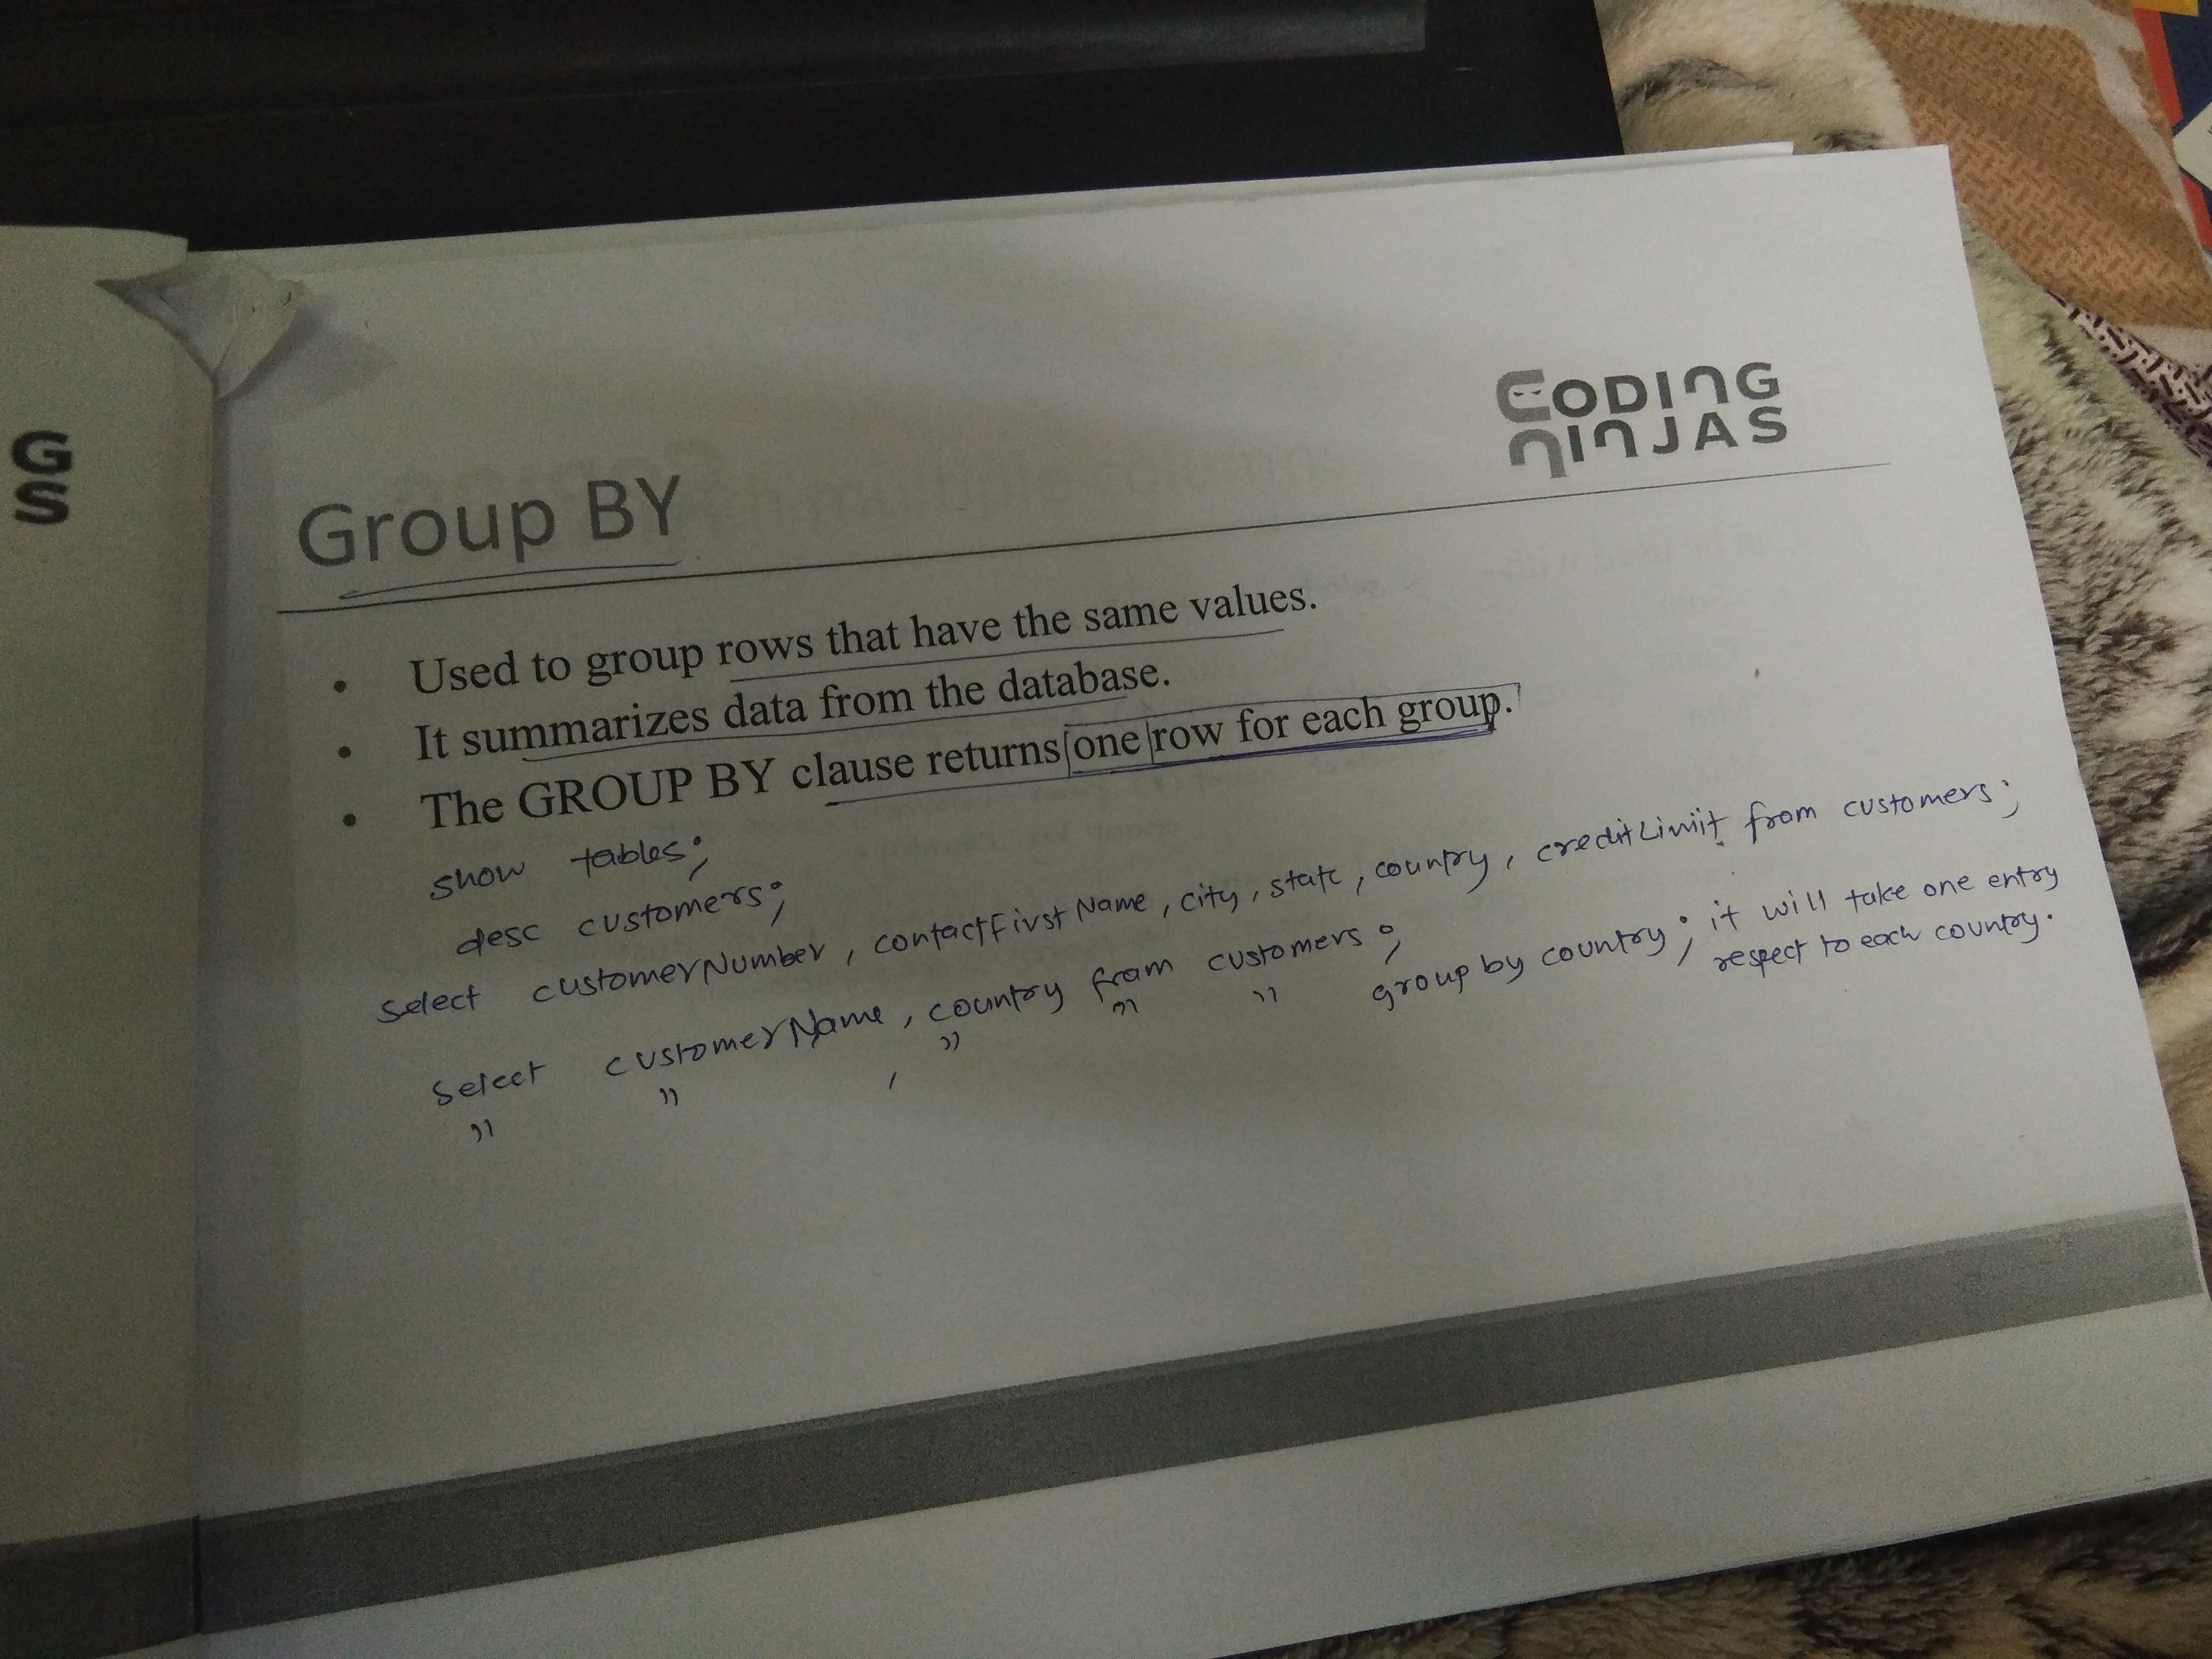 G
S
CODING
NINJAS
Group BY
• Used to group rows that have the same values.
• It summarizes data from the database.
• The GROUP BY clause returns one row for each group.
show tables;
desc customers;
select customerNumber, contactFirstName, city, state, country, creditLimit from customers;
select customerName, country from customers;
" " , " " " group by country; it will take one entry
respect to each country.